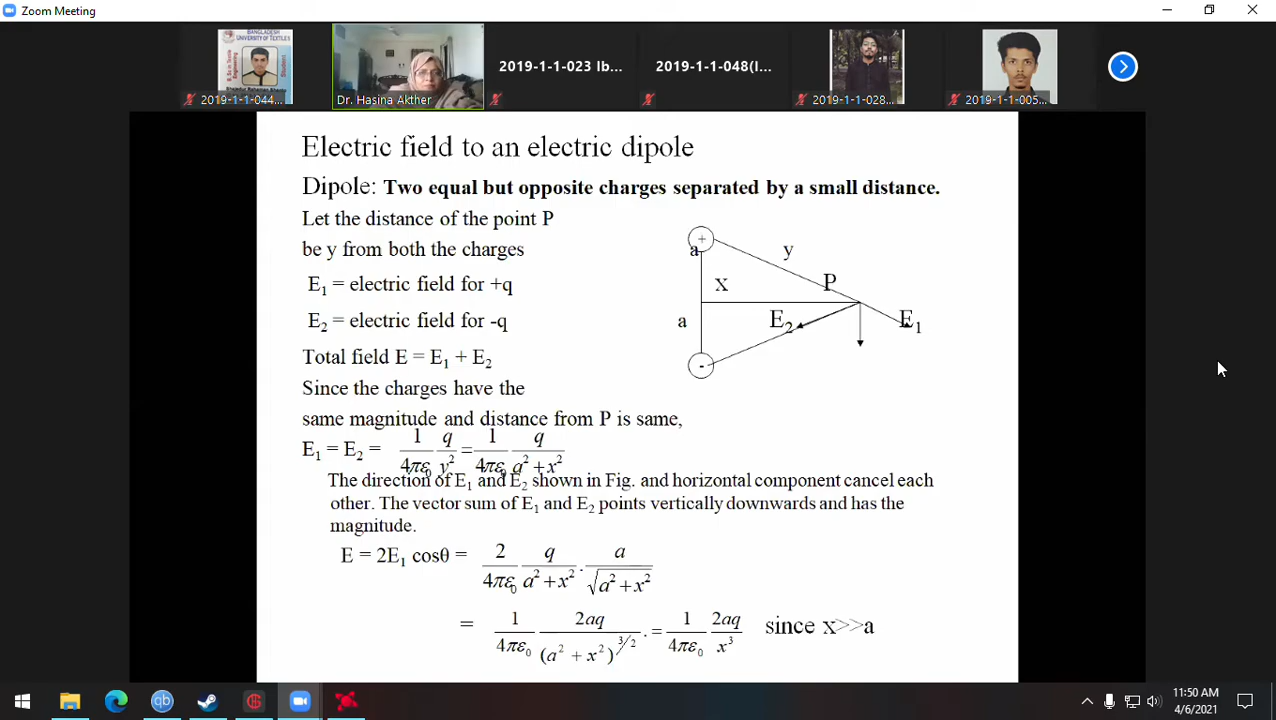 Zoom Meeting
BANGLADESH
UNIVERSITY OF TEXTILES
Student
2019-1-1-044...
Dr. Hasina Akther
2019-1-1-023 Ib...
2019-1-1-048(I...
2019-1-1-028...
2019-1-1-005...
Electric field to an electric dipole
Dipole: Two equal but opposite charges separated by a small distance.
Let the distance of the point P
be y from both the charges
E₁ = electric field for +q
E₂ = electric field for -q
Total field E = E₁ + E₂
Since the charges have the
same magnitude and distance from P is same,
E₁ = E₂ = 1/4πε₀ q/y² = 1/4πε₀ q/a²+x²
The direction of E₁ and E₂ shown in Fig. and horizontal component cancel each
other. The vector sum of E₁ and E₂ points vertically downwards and has the
magnitude.
E = 2E₁ cosθ = 2/4πε₀ q/a²+x² . a/√a²+x²
= 1/4πε₀ 2aq/(a²+x²)^3/2 . = 1/4πε₀ 2aq/x³ since x>>a
+
a
y
x
P
E₂
E₁
a
-
11:50 AM
4/6/2021